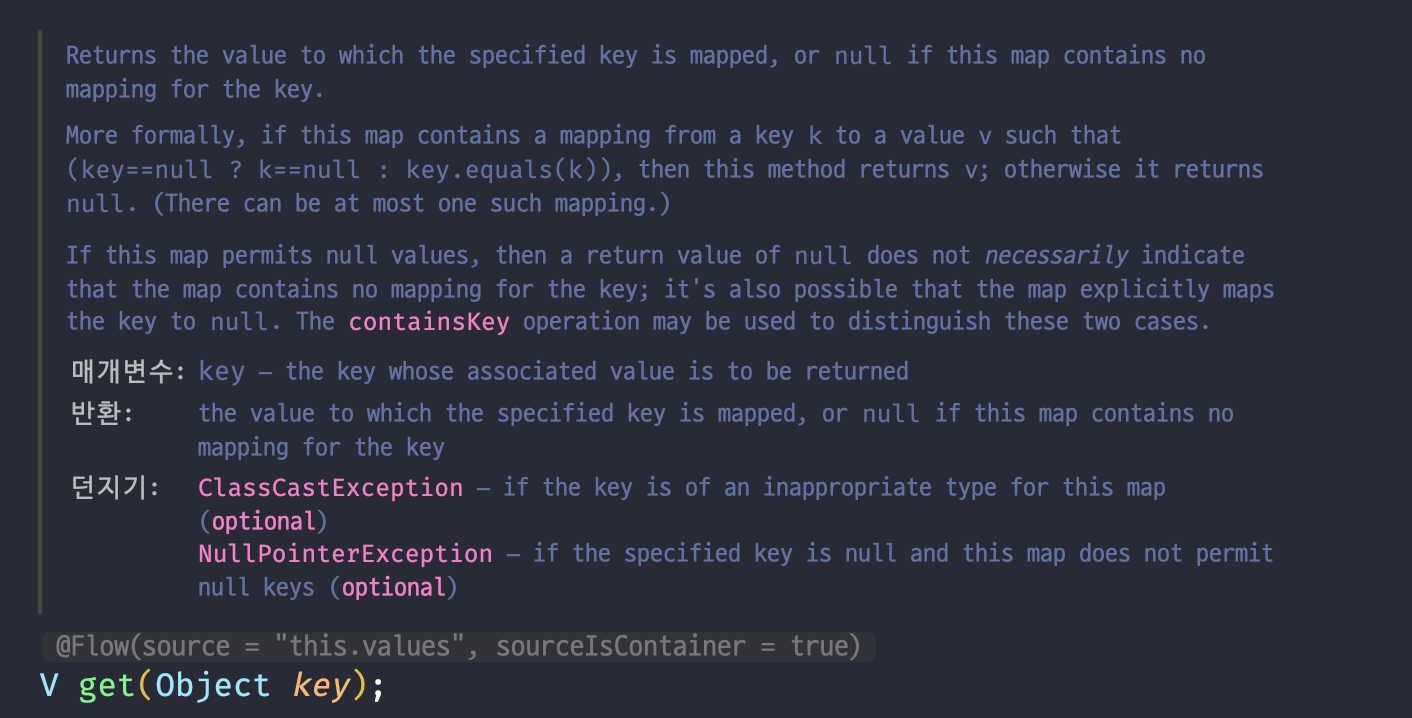 Returns the value to which the specified key is mapped, or null if this map contains no
mapping for the key.
More formally, if this map contains a mapping from a key k to a value v such that
(key==null ? k==null : key.equals(k)), then this method returns v; otherwise it returns
null. (There can be at most one such mapping.)
If this map permits null values, then a return value of null does not necessarily indicate
that the map contains no mapping for the key; it's also possible that the map explicitly maps
the key to null. The containsKey operation may be used to distinguish these two cases.
매개변수: key – the key whose associated value is to be returned
반환: the value to which the specified key is mapped, or null if this map contains no
mapping for the key
던지기: ClassCastException – if the key is of an inappropriate type for this map
(optional)
NullPointerException – if the specified key is null and this map does not permit
null keys (optional)
@Flow(source = "this.values", sourceIsContainer = true)
V get(Object key);